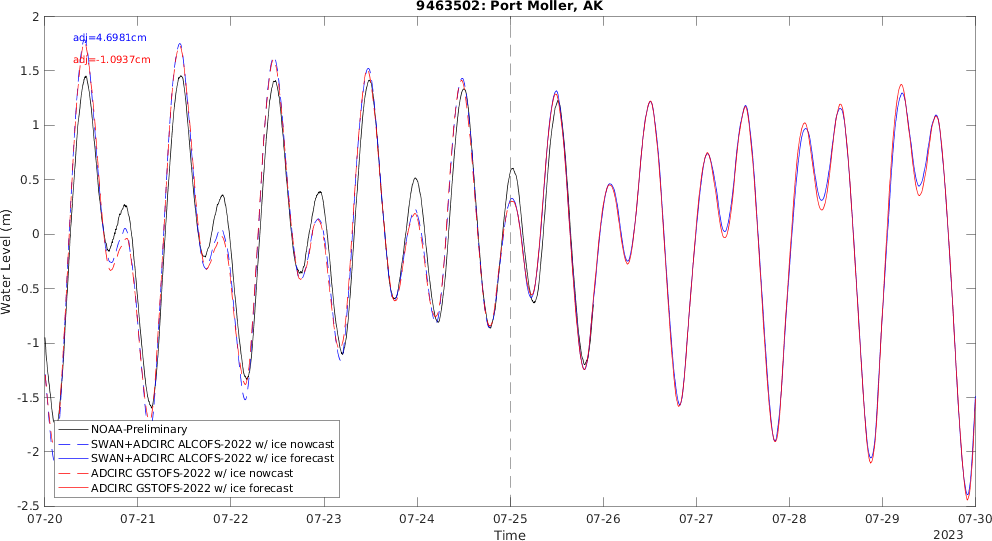 9463502: Port Moller, AK
adj=4.6981cm
adj=-1.0937cm
Water Level (m)
2
1.5
1
0.5
0
-0.5
-1
-1.5
-2
-2.5
NOAA-Preliminary
SWAN+ADCIRC ALCOFS-2022 w/ ice nowcast
SWAN+ADCIRC ALCOFS-2022 w/ ice forecast
ADCIRC GSTOFS-2022 w/ ice nowcast
ADCIRC GSTOFS-2022 w/ ice forecast
07-20 07-21 07-22 07-23 07-24 07-25 07-26 07-27 07-28 07-29 07-30
Time
2023